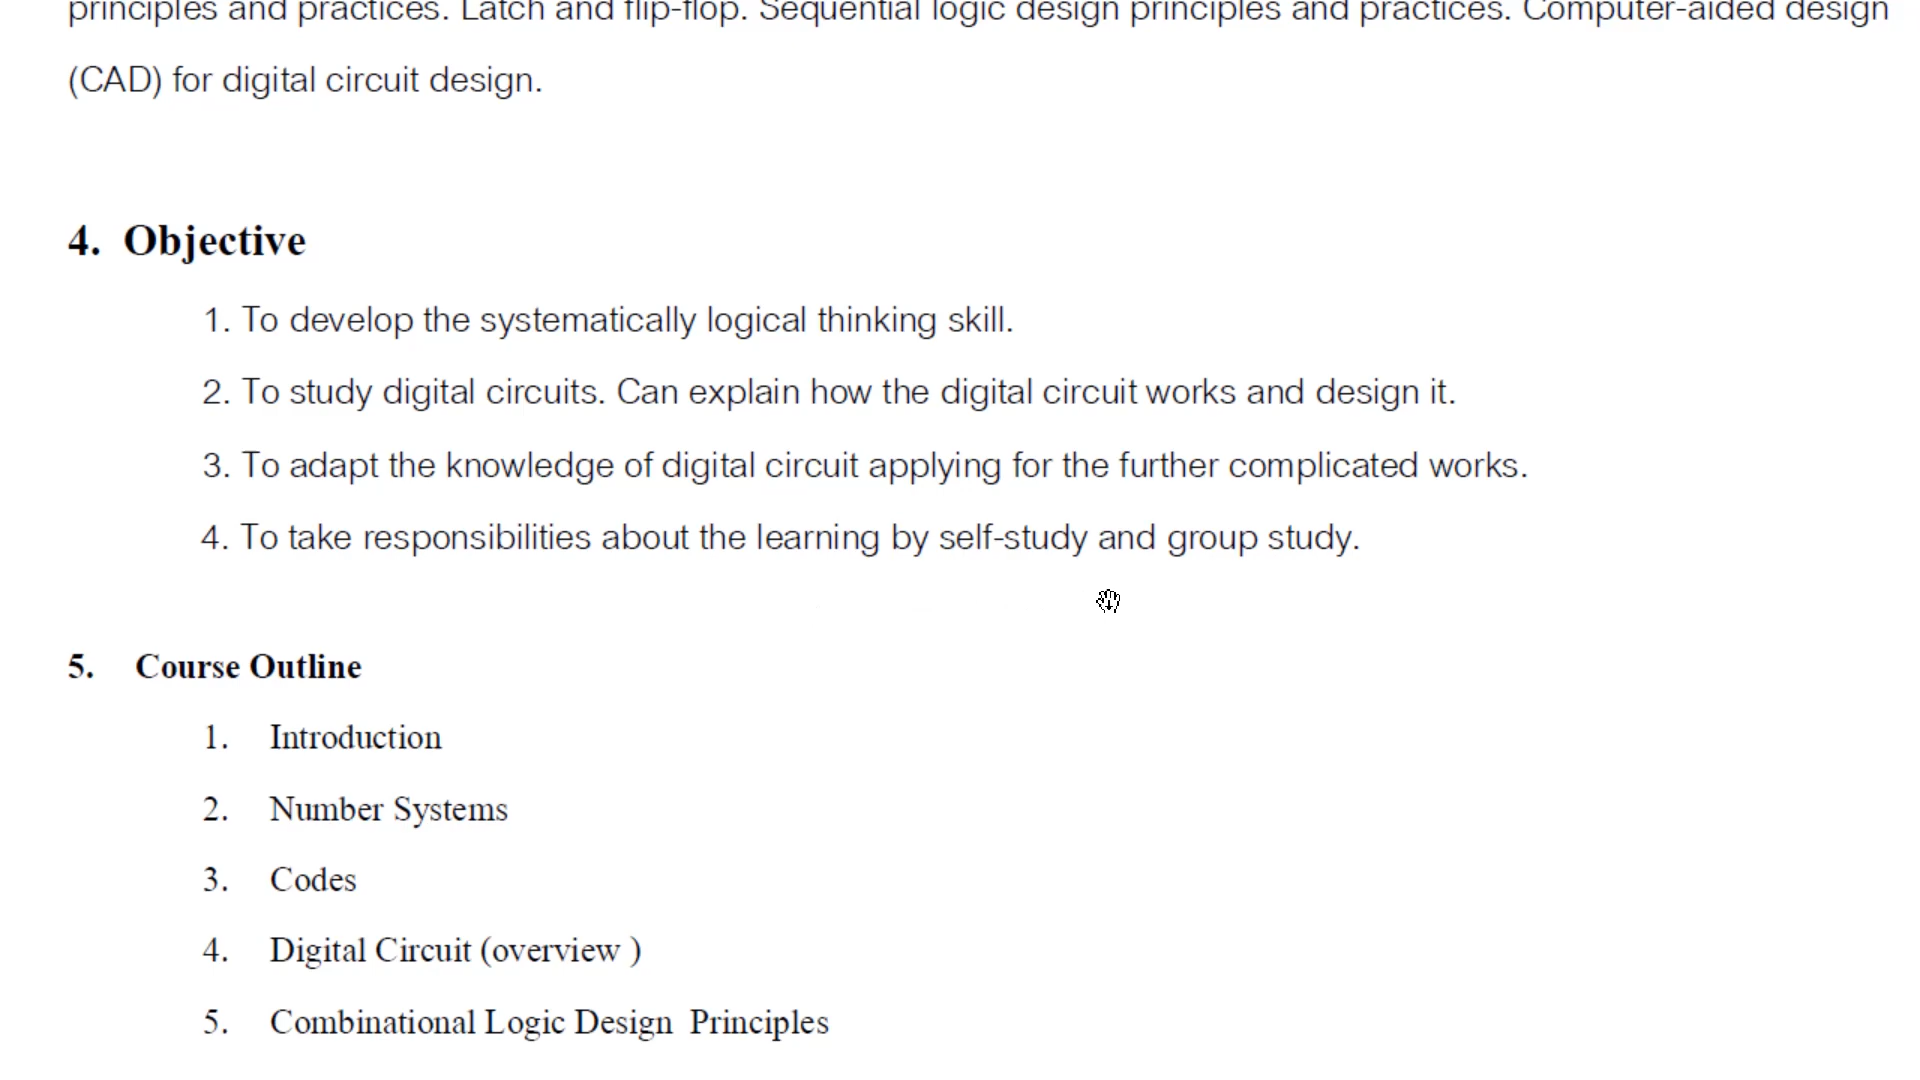 principles and practices. Latch and flip-flop. Sequential logic design principles and practices. Computer-aided design
(CAD) for digital circuit design.
4. Objective
1. To develop the systematically logical thinking skill.
2. To study digital circuits. Can explain how the digital circuit works and design it.
3. To adapt the knowledge of digital circuit applying for the further complicated works.
4. To take responsibilities about the learning by self-study and group study.
5. Course Outline
1. Introduction
2. Number Systems
3. Codes
4. Digital Circuit (overview )
5. Combinational Logic Design Principles